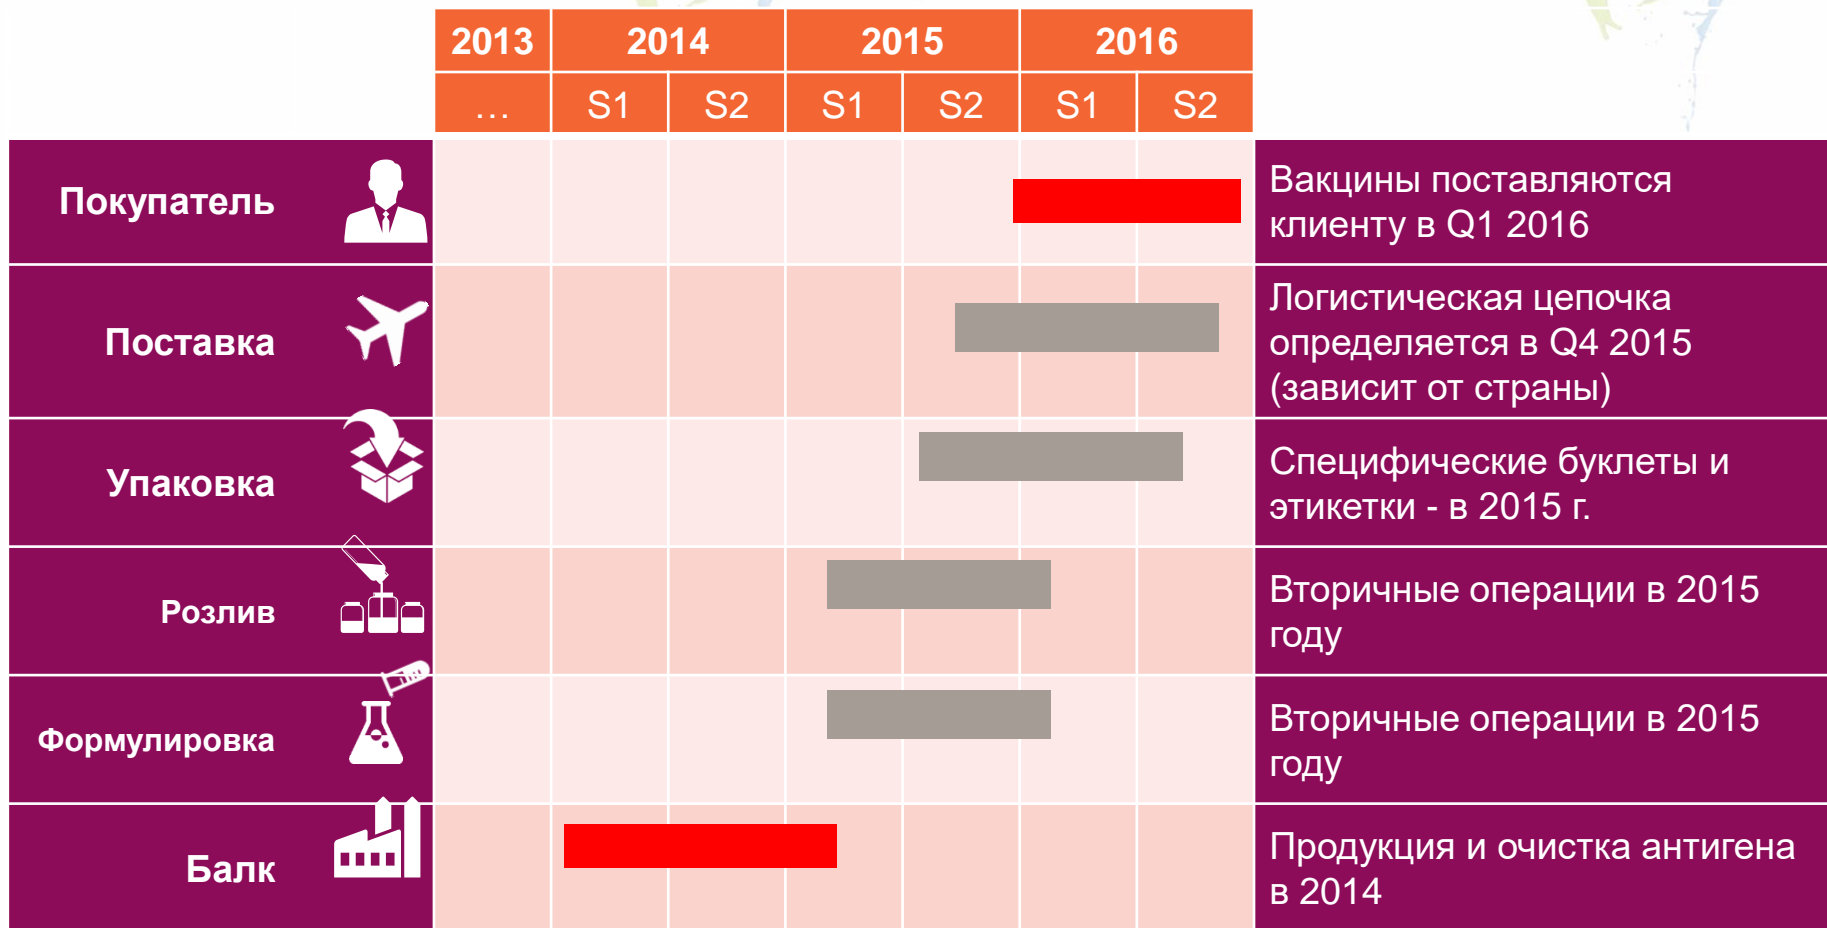 2013 2014 2015 2016
... S1 S2 S1 S2 S1 S2
Покупатель
Вакцины поставляются
клиенту в Q1 2016
Поставка
Логистическая цепочка
определяется в Q4 2015
(зависит от страны)
Упаковка
Специфические буклеты и
этикетки - в 2015 г.
Розлив
Вторичные операции в 2015
году
Формулировка
Вторичные операции в 2015
году
Балк
Продукция и очистка антигена
в 2014